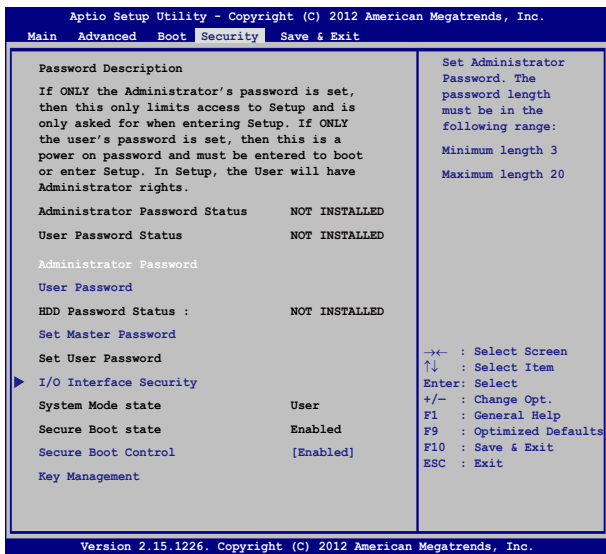 Aptio Setup Utility - Copyright (C) 2012 American Megatrends, Inc.
Main Advanced Boot Security Save & Exit
Password Description
If ONLY the Administrator's password is set,
then this only limits access to Setup and is
only asked for when entering Setup. If ONLY
the user's password is set, then this is a
power on password and must be entered to boot
or enter Setup. In Setup, the User will have
Administrator rights.
Administrator Password Status NOT INSTALLED
User Password Status NOT INSTALLED
Administrator Password
User Password
HDD Password Status : NOT INSTALLED
Set Master Password
Set User Password
I/O Interface Security
System Mode state User
Secure Boot state Enabled
Secure Boot Control [Enabled]
Key Management
Set Administrator
Password. The
password length
must be in the
following range:
Minimum length 3
Maximum length 20
→← : Select Screen
↑↓ : Select Item
Enter: Select
+/— : Change Opt.
F1 : General Help
F9 : Optimized Defaults
F10 : Save & Exit
ESC : Exit
Version 2.15.1226. Copyright (C) 2012 American Megatrends, Inc.